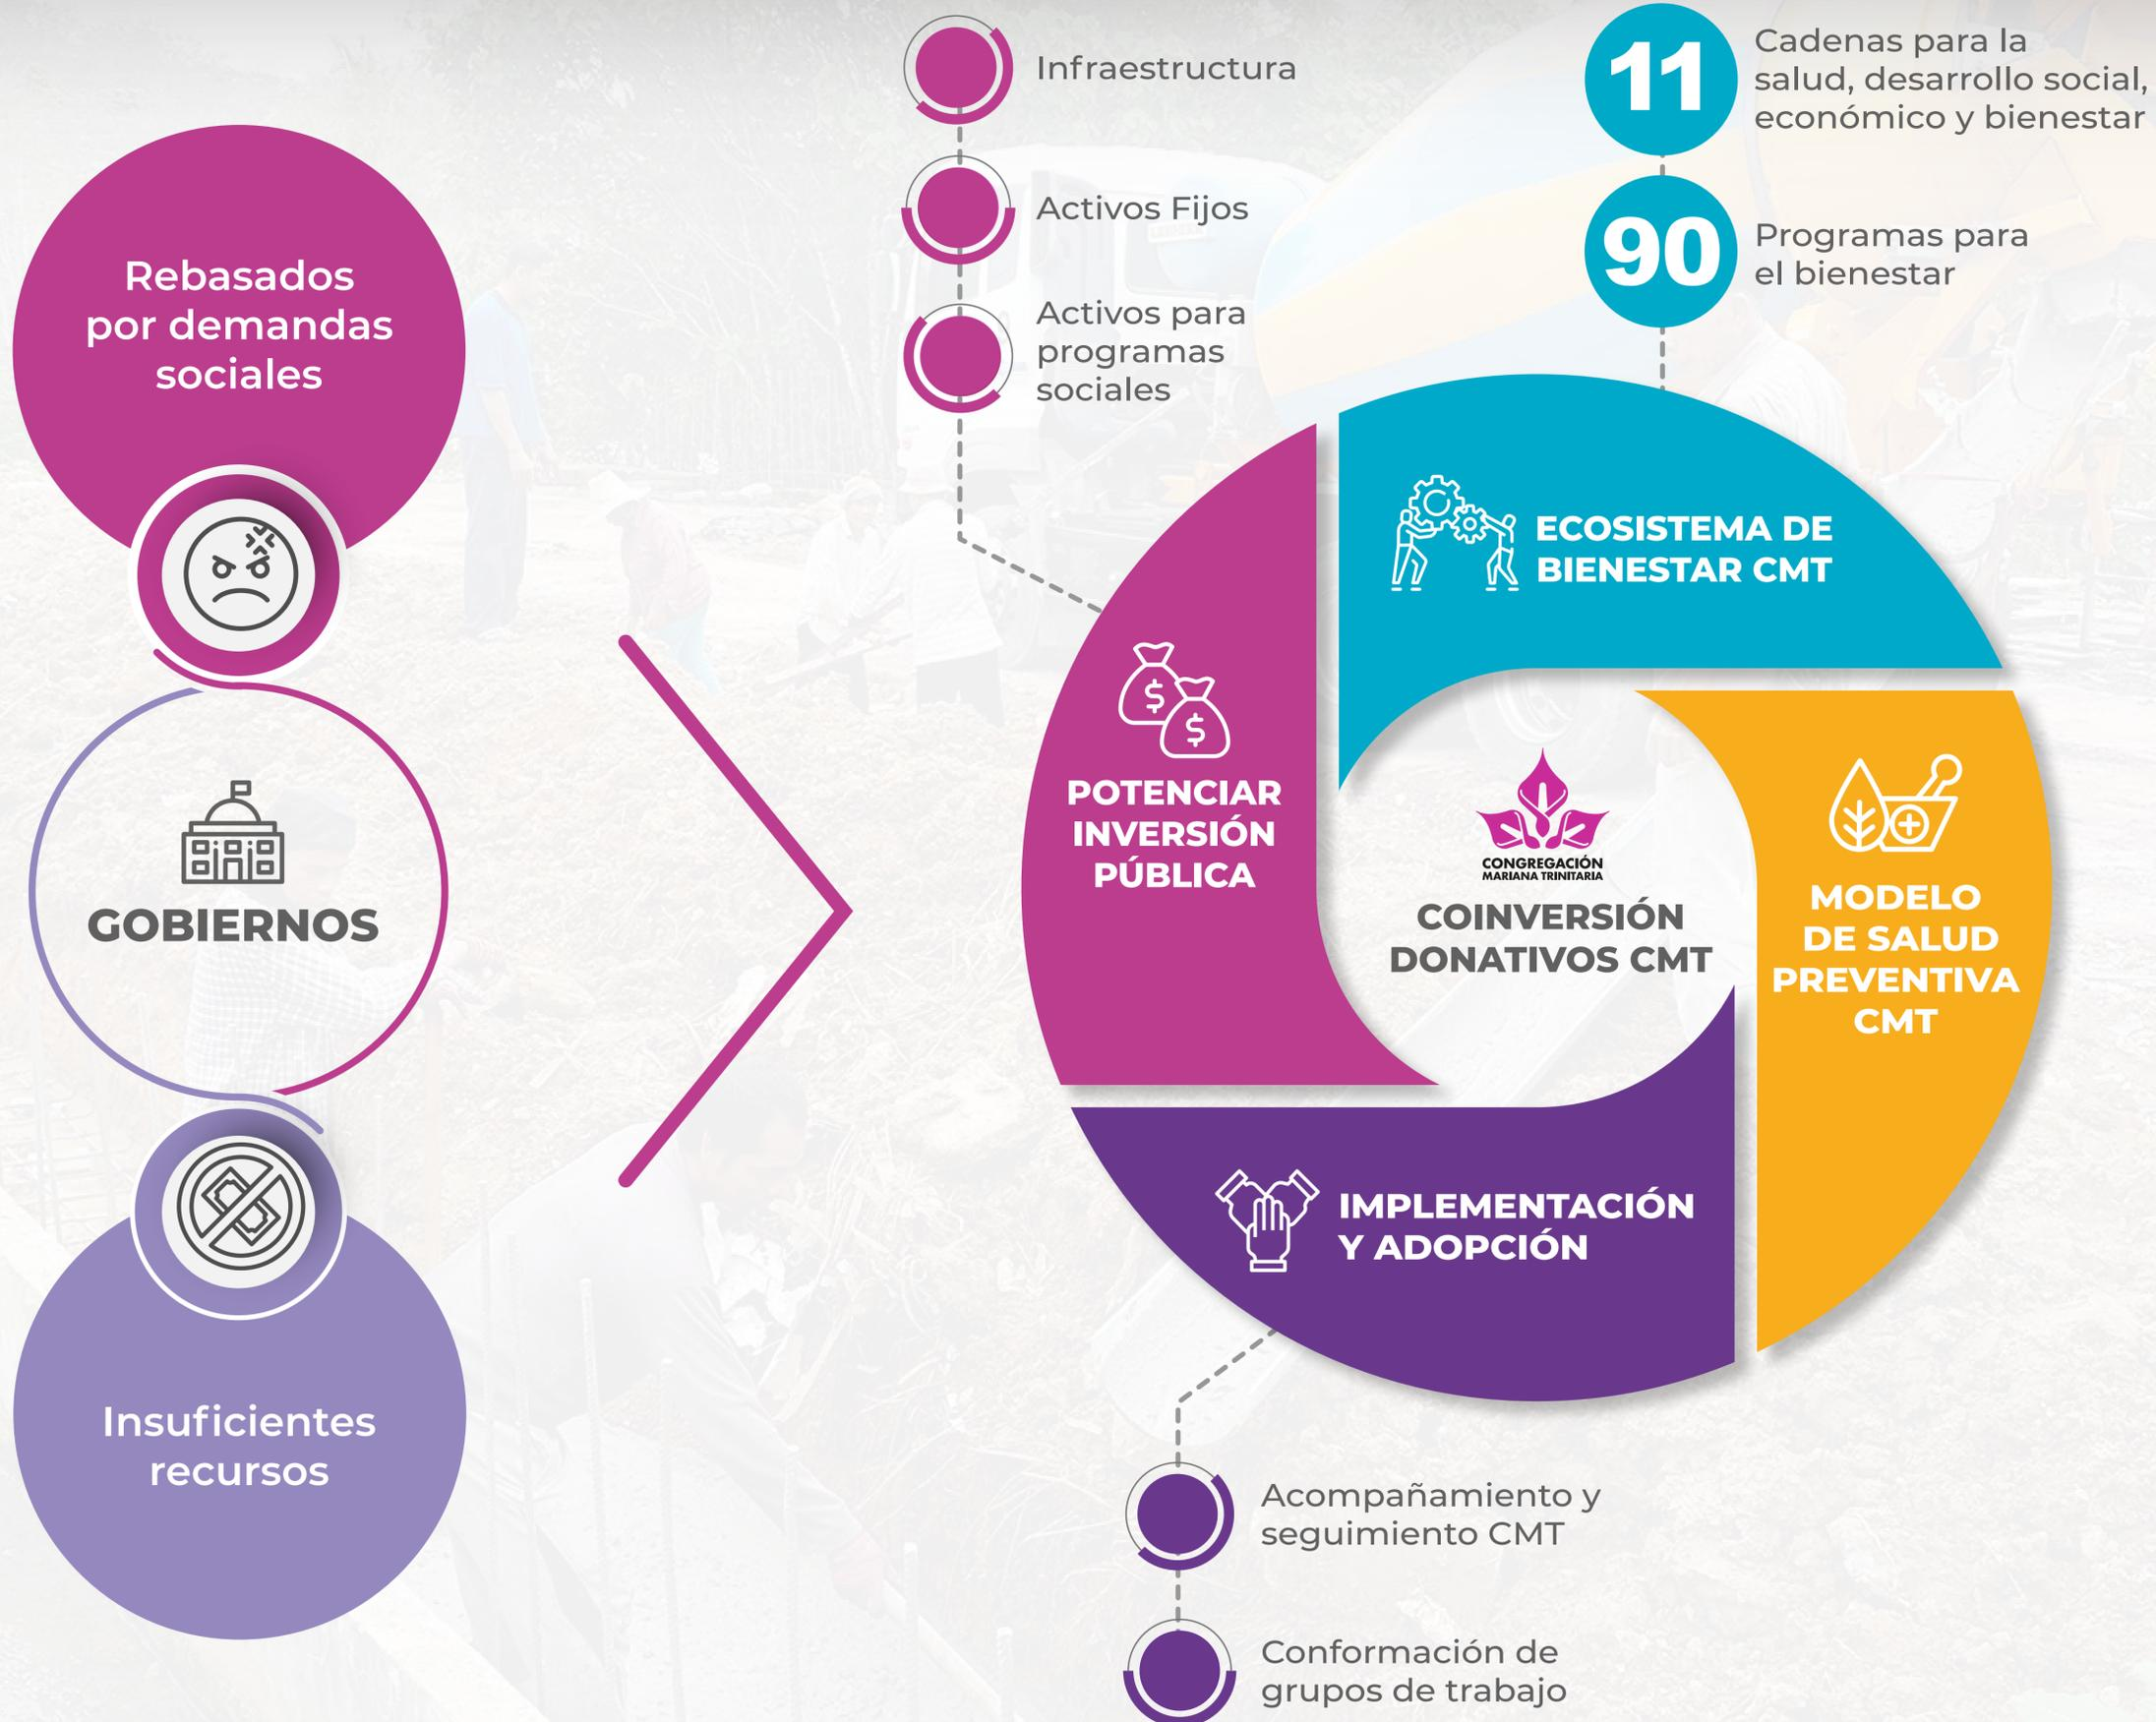 Rebasados
por demandas
sociales
GOBIERNOS
Insuficientes
recursos
Infraestructura
Activos Fijos
Activos para
programas
sociales
11
Cadenas para la
salud, desarrollo social,
económico y bienestar
90
Programas para
el bienestar
ECOSISTEMA DE
BIENESTAR CMT
$
$
POTENCIAR
INVERSIÓN
PÚBLICA
CONGREGACIÓN
MARIANA TRINITARIA
COINVERSIÓN
DONATIVOS CMT
MODELO
DE SALUD
PREVENTIVA
CMT
IMPLEMENTACIÓN
Y ADOPCIÓN
Acompañamiento y
seguimiento CMT
Conformación de
grupos de trabajo